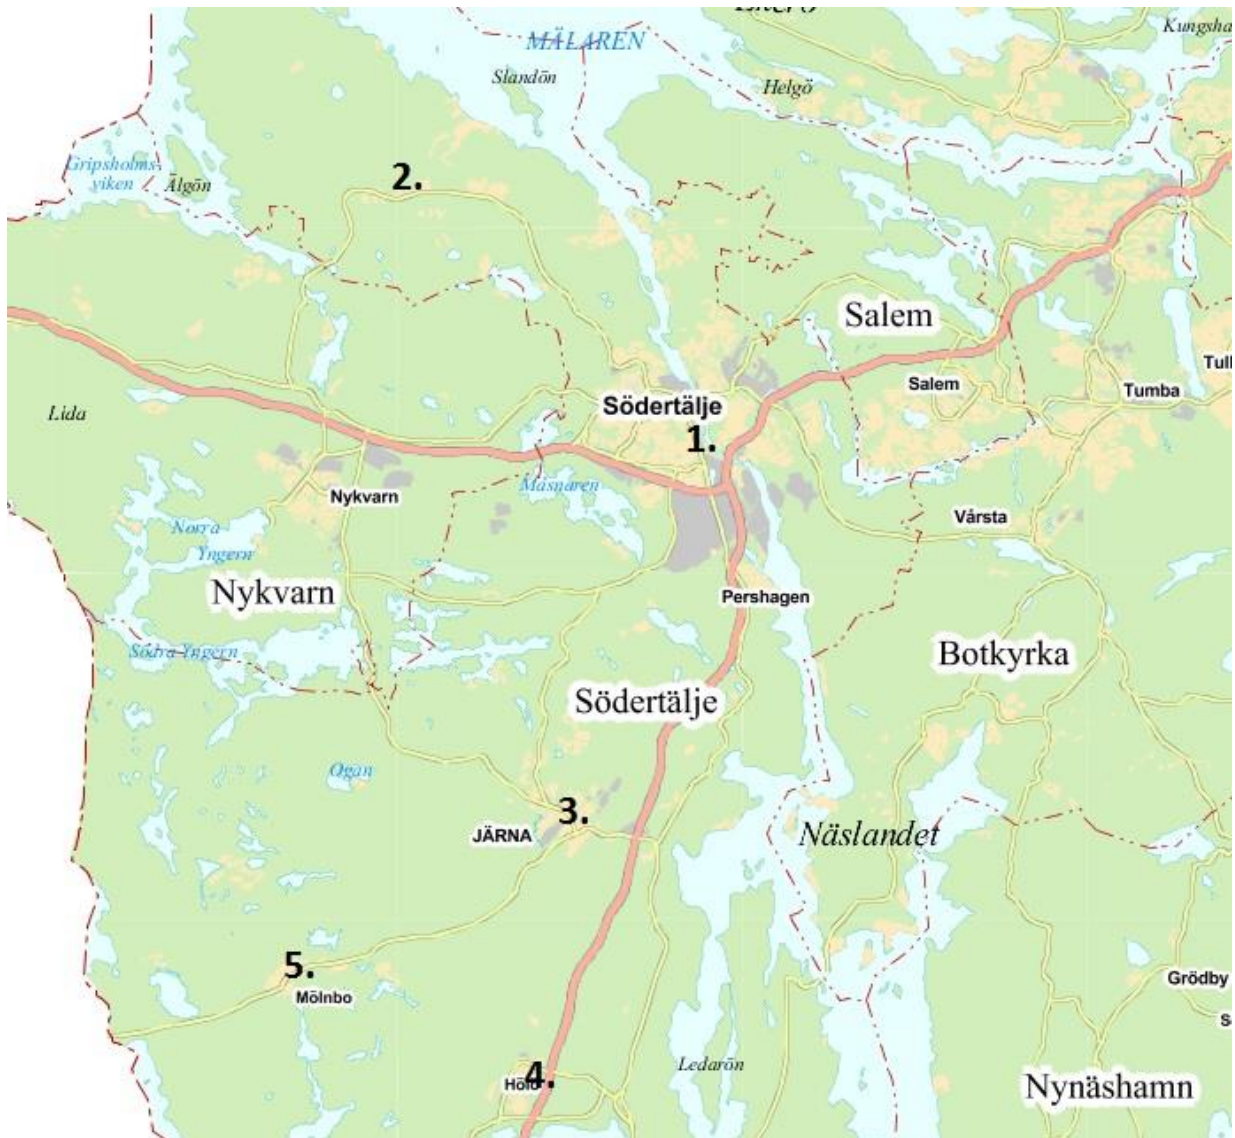 MÄLAREN
Kungsha
Slandön
Helgö
Gripsholms-
viken
Älgön
2.
Salem
Salem
Tull
Tumba
Lida
Södertälje
1.
Måsnaren
Nykvarn
Norra
Yngern
Vårsta
Nykvarn
Pershagen
Södra Yngern
Botkyrka
Södertälje
Ogan
3.
JÄRNA
Näslandet
5.
Mölnbo
Grödby
S
Ledarön
4.
Hölö
Nynäshamn